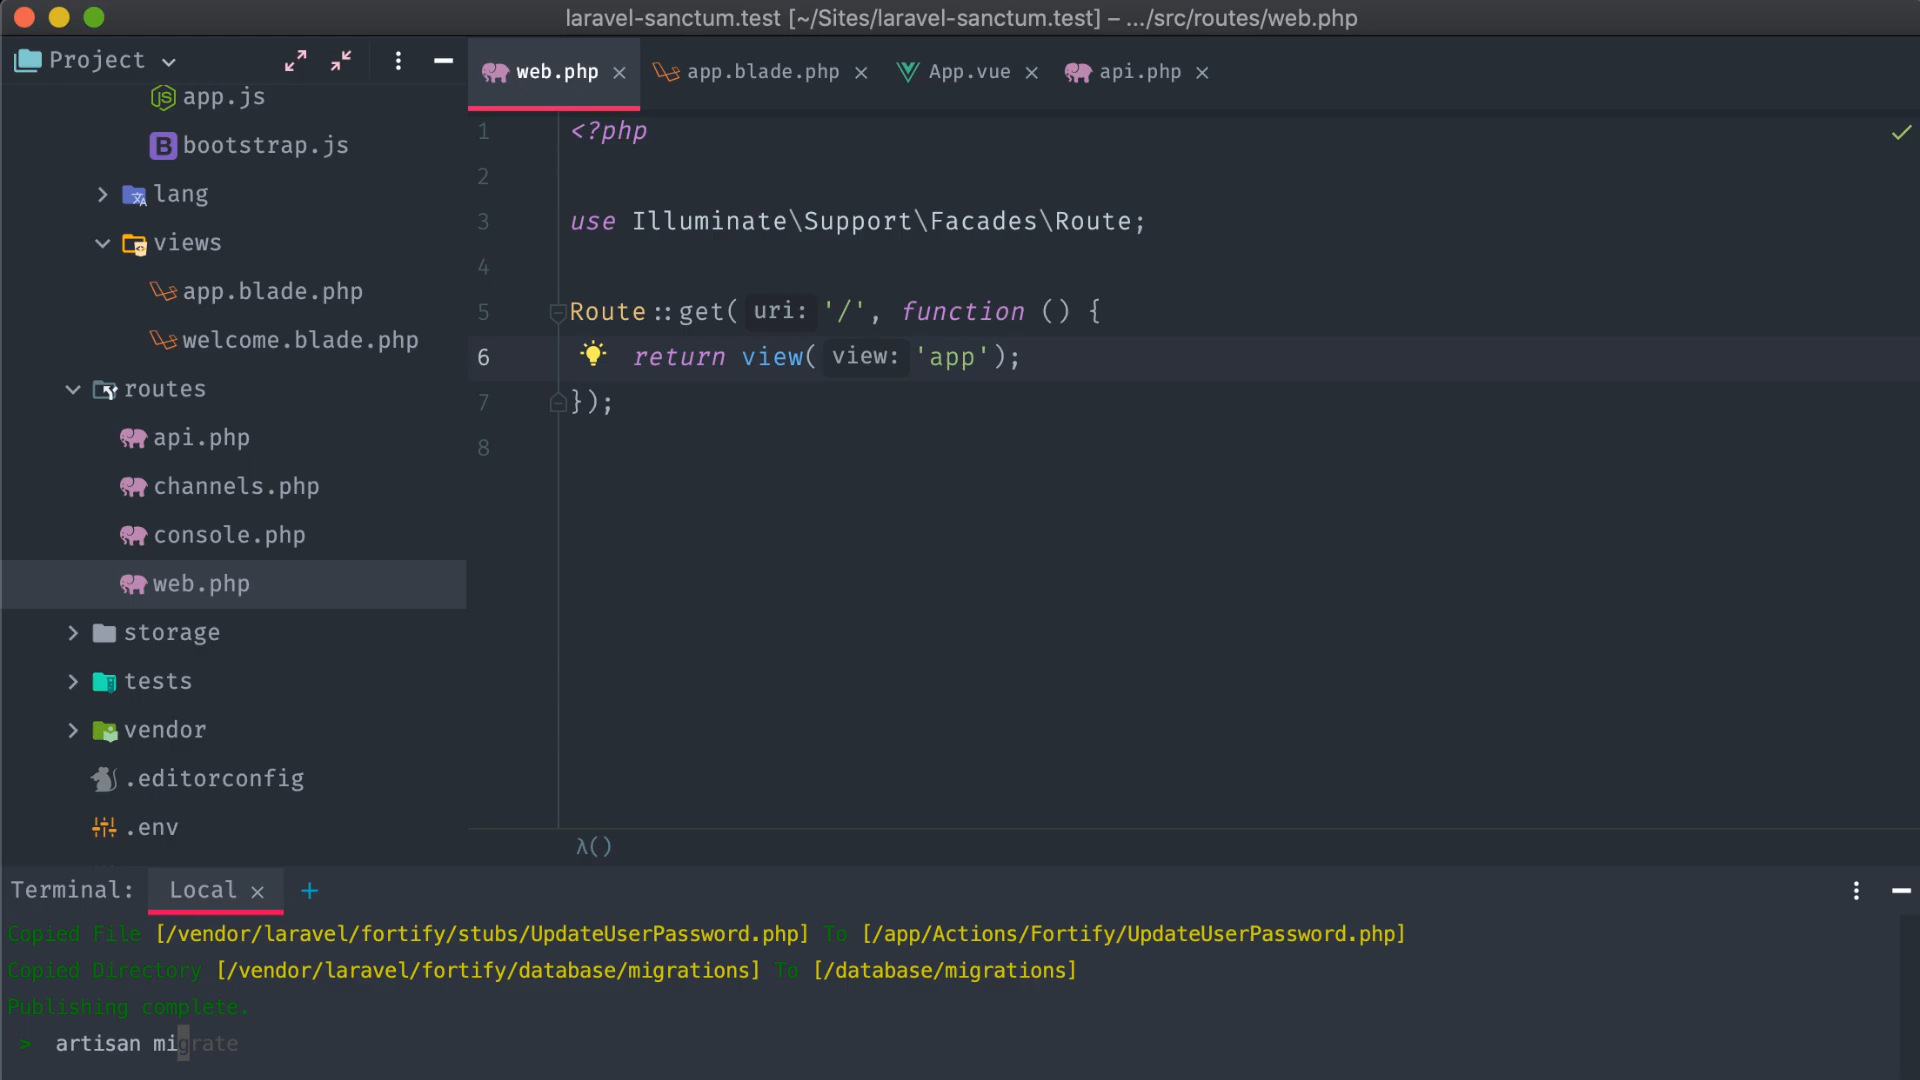 laravel-sanctum.test [~/Sites/laravel-sanctum.test] – .../src/routes/web.php
Project
web.php
app.blade.php
App.vue
api.php
app.js
bootstrap.js
lang
views
app.blade.php
welcome.blade.php
routes
api.php
channels.php
console.php
web.php
storage
tests
vendor
.editorconfig
.env
1 <?php
2
3 use Illuminate\Support\Facades\Route;
4
5 Route::get( uri: '/', function () {
6 return view( view: 'app');
7 });
8
λ()
Terminal: Local +
Copied File [/vendor/laravel/fortify/stubs/UpdateUserPassword.php] To [/app/Actions/Fortify/UpdateUserPassword.php]
Copied Directory [/vendor/laravel/fortify/database/migrations] To [/database/migrations]
Publishing complete.
> artisan migrate